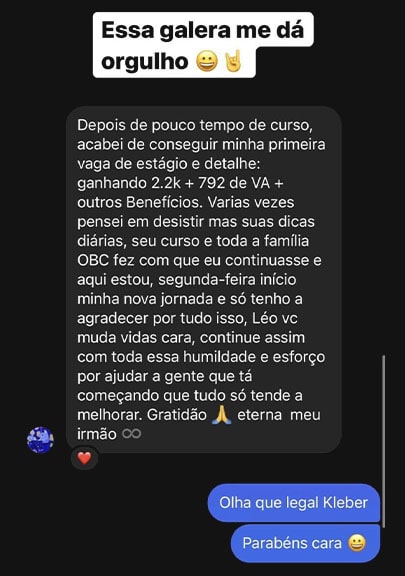 Essa galera me dá
orgulho 😀🤘
Depois de pouco tempo de curso,
acabei de conseguir minha primeira
vaga de estágio e detalhe:
ganhando 2.2k + 792 de VA +
outros Benefícios. Varias vezes
pensei em desistir mas suas dicas
diárias, seu curso e toda a família
OBC fez com que eu continuasse e
aqui estou, segunda-feira início
minha nova jornada e só tenho a
agradecer por tudo isso, Léo vc
muda vidas cara, continue assim
com toda essa humildade e esforço
por ajudar a gente que tá
começando que tudo só tende a
melhorar. Gratidão 🙏 eterna meu
irmão ♾
❤️
Olha que legal Kleber
Parabéns cara 😀